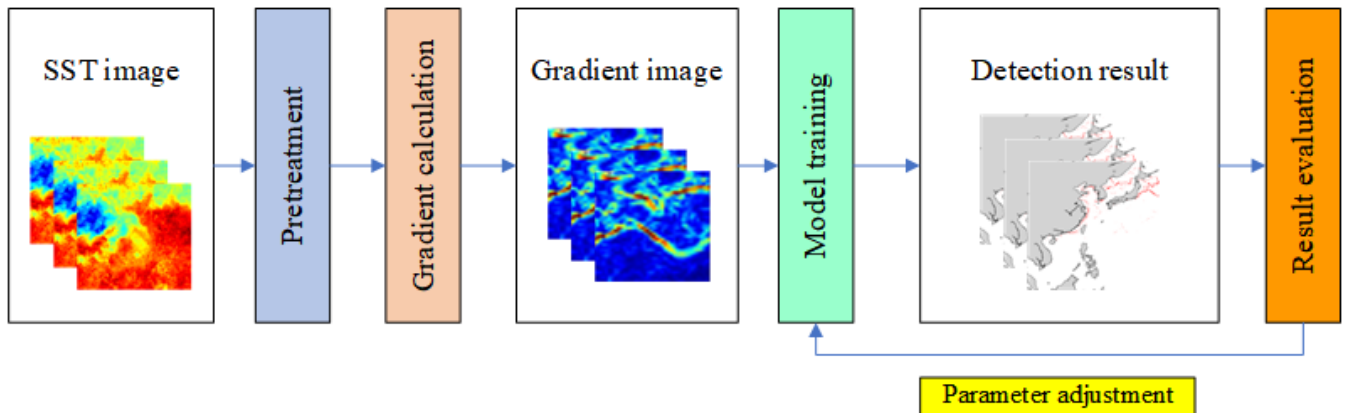 SST image
Pretreatment
Gradient calculation
Gradient image
Model training
Detection result
Result evaluation
Parameter adjustment